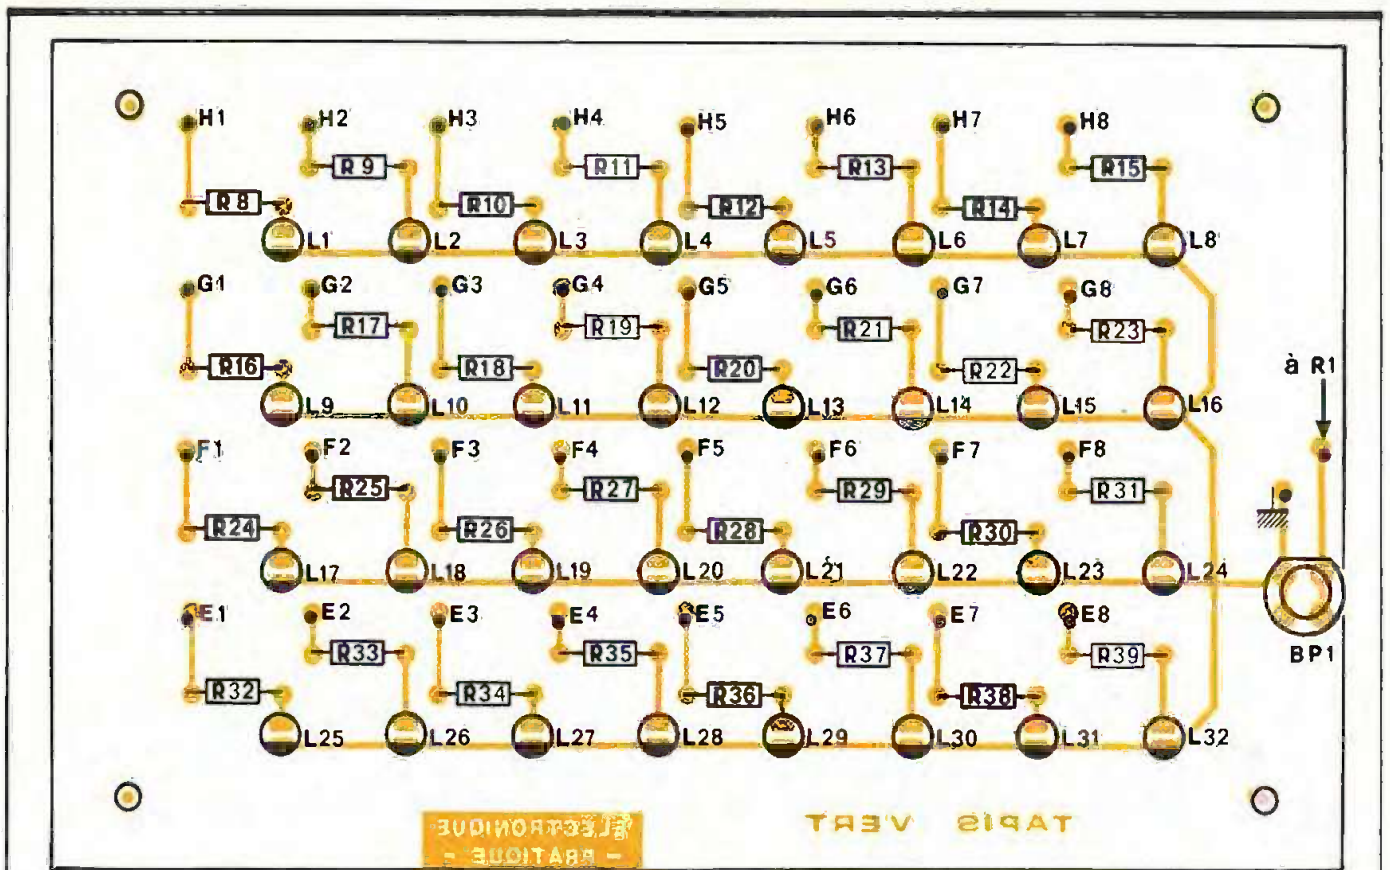 H1 H2 H3 H4 H5 H6 H7 H8
R9 R11 R13 R15
R8 R10 R12 R14
L1 L2 L3 L4 L5 L6 L7 L8
G1 G2 G3 G4 G5 G6 G7 G8
R17 R19 R21 R23
R16 R18 R20 R22
à R1
L9 L10 L11 L12 L13 L14 L15 L16
F1 F2 F3 F4 F5 F6 F7 F8
R25 R27 R29 R31
R24 R26 R28 R30
L17 L18 L19 L20 L21 L22 L23 L24
E1 E2 E3 E4 E5 E6 E7 E8
R33 R35 R37 R39
BP1
R32 R34 R36 R38
L25 L26 L27 L28 L29 L30 L31 L32
TAPIS VERT
ELECTRONIQUE
- PRATIQUE -